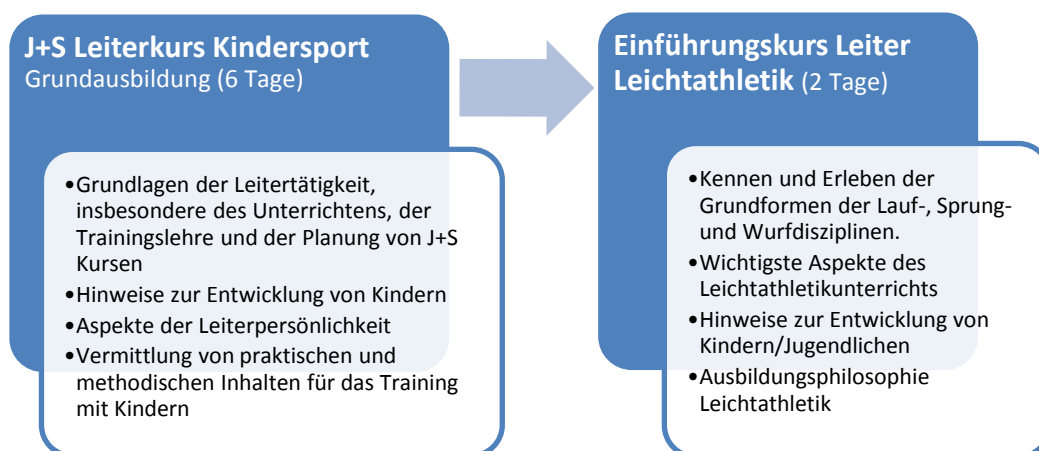 J+S Leiterkurs Kindersport
Grundausbildung (6 Tage)
•Grundlagen der Leitertätigkeit,
insbesondere des Unterrichtens, der
Trainingslehre und der Planung von J+S
Kursen
•Hinweise zur Entwicklung von Kindern
•Aspekte der Leiterpersönlichkeit
•Vermittlung von praktischen und
methodischen Inhalten für das Training
mit Kindern
Einführungskurs Leiter
Leichtathletik (2 Tage)
•Kennen und Erleben der
Grundformen der Lauf-, Sprung-
und Wurfdisziplinen.
•Wichtigste Aspekte des
Leichtathletikunterrichts
•Hinweise zur Entwicklung von
Kindern/Jugendlichen
•Ausbildungsphilosophie
Leichtathletik